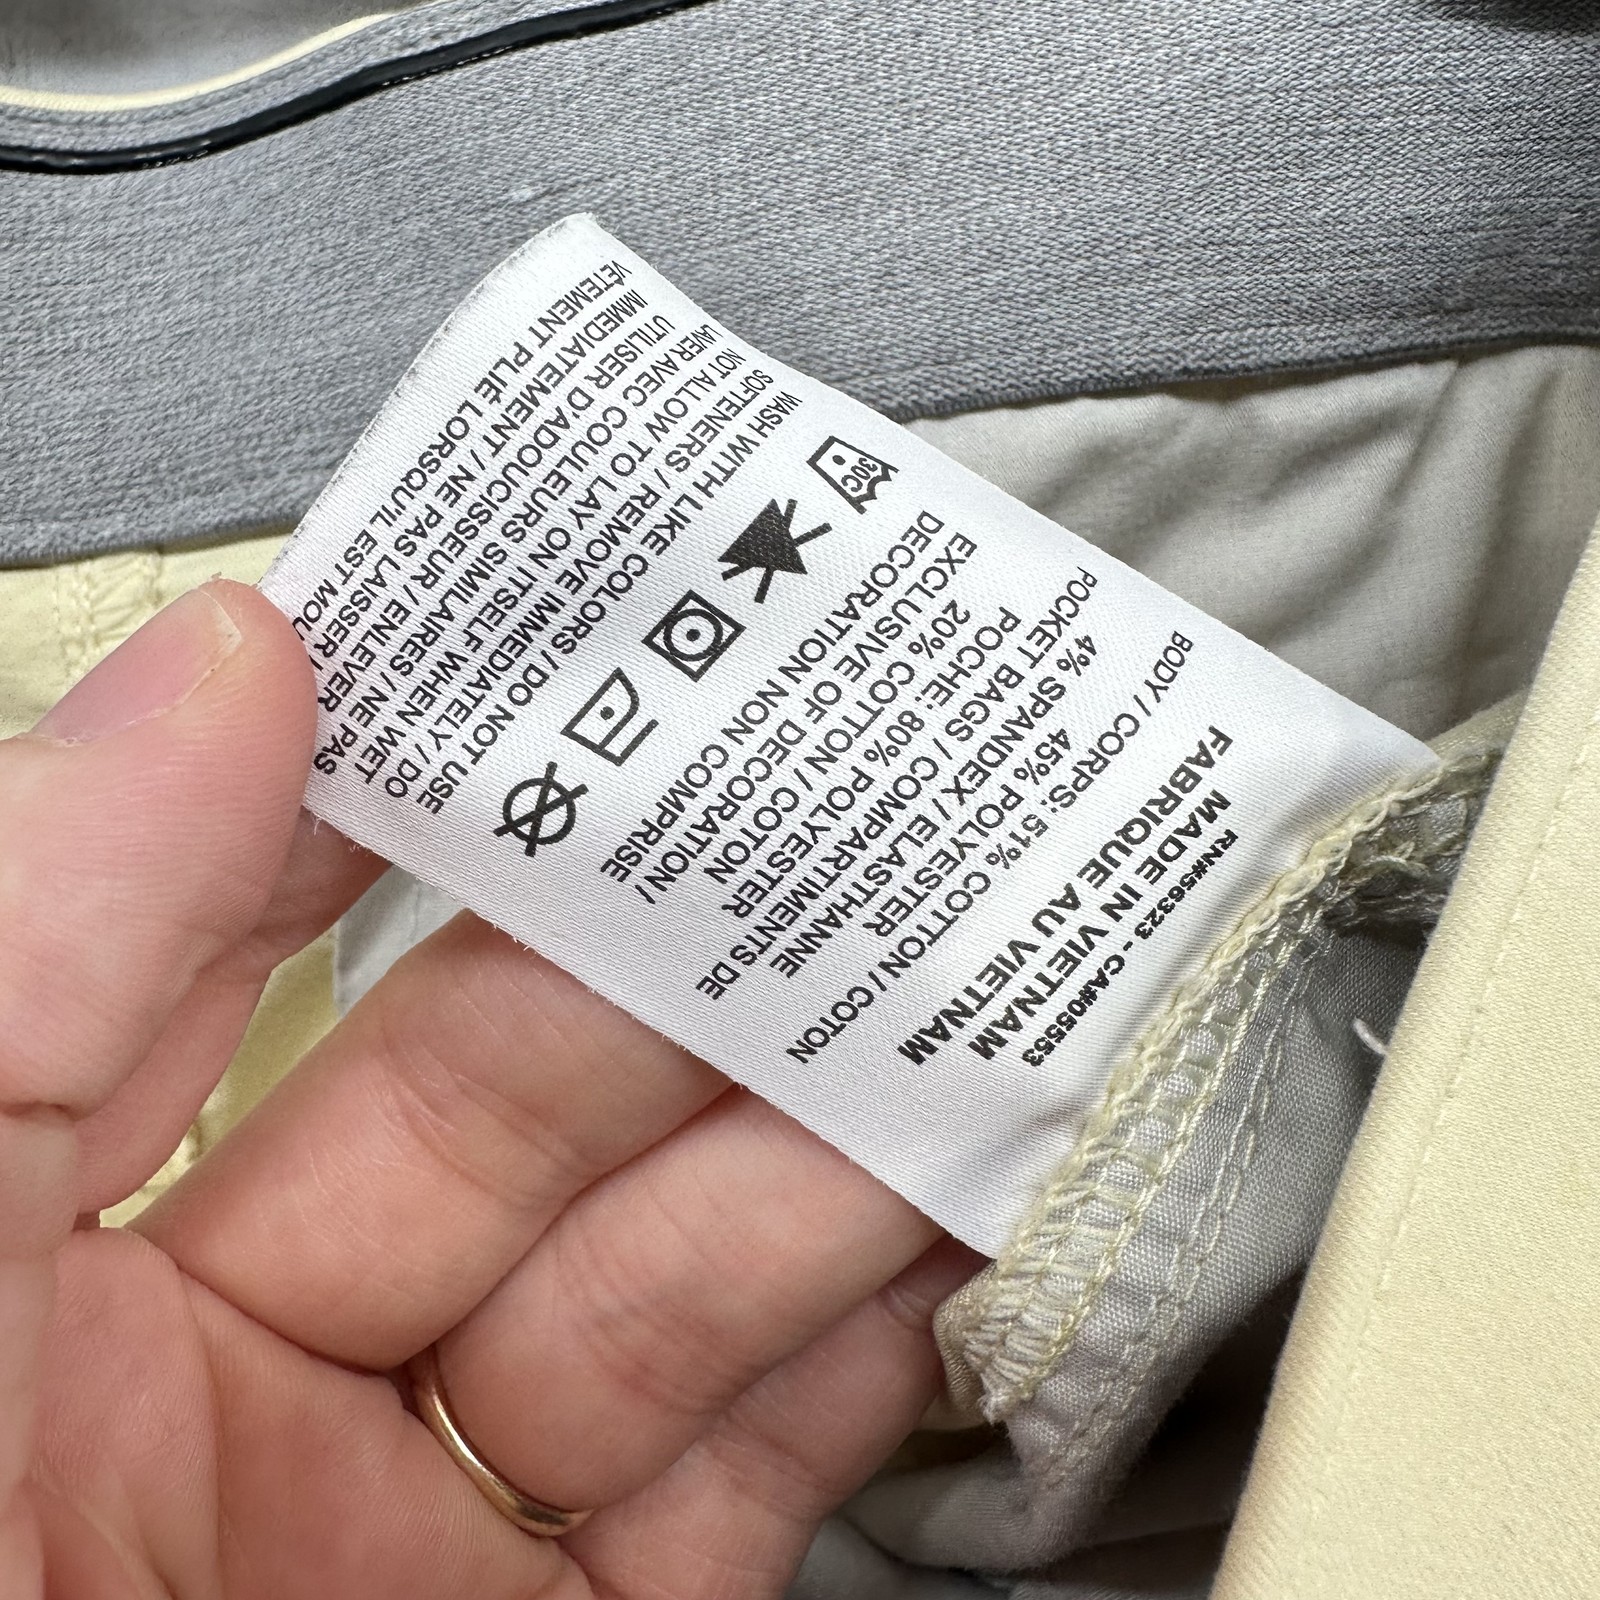 RN#56323 - CA#05553
MADE IN VIETNAM
FABRIQUE AU VIETNAM
BODY / CORPS: 51% COTTON / COTON
45% POLYESTER
4% SPANDEX / ELASTHANNE
POCKET BAGS / COMPARTIMENTS DE
POCHE: 80% POLYESTER
20% COTTON / COTON
EXCLUSIVE OF DECORATION /
DECORATION NON COMPRISE
30C
WASH WITH LIKE COLORS / DO NOT USE
SOFTENERS / REMOVE IMMEDIATELY / DO
NOT ALLOW TO LAY ON ITSELF WHEN WET
LAVER AVEC COULEURS SIMILAIRES / NE PAS
UTILISER D'ADOUCISSEUR / ENLEVER
IMMEDIATEMENT / NE PAS LAISSER
VÊTEMENT PLIÉ LORSQU'IL EST